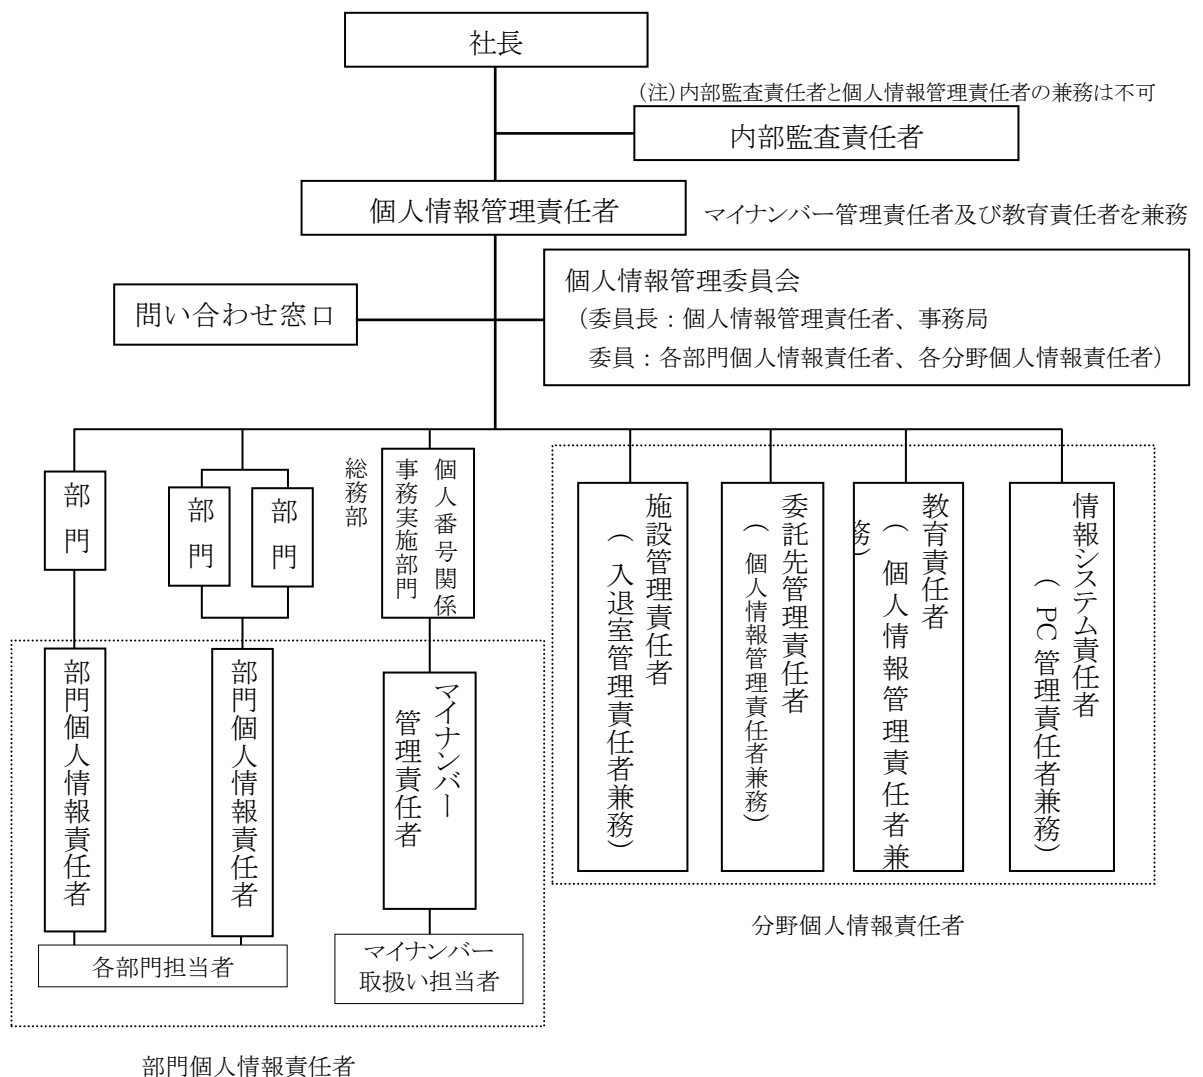 社長
(注)内部監査責任者と個人情報管理責任者の兼務は不可
内部監査責任者
個人情報管理責任者
マイナンバー管理責任者及び教育責任者を兼務
問い合わせ窓口
個人情報管理委員会
(委員長：個人情報管理責任者、事務局
委員：各部門個人情報責任者、各分野個人情報責任者)
部門
部門
部門
個人番号関係
事務実施部門
総務部
施設管理責任者
(入退室管理責任者兼務)
委託先管理責任者
(個人情報管理責任者兼務)
教育責任者
(個人情報管理責任者兼
務)
情報システム責任者
(PC管理責任者兼務)
部門個人情報責任者
部門個人情報責任者
マイナンバー
管理責任者
各部門担当者
マイナンバー
取扱い担当者
分野個人情報責任者
部門個人情報責任者